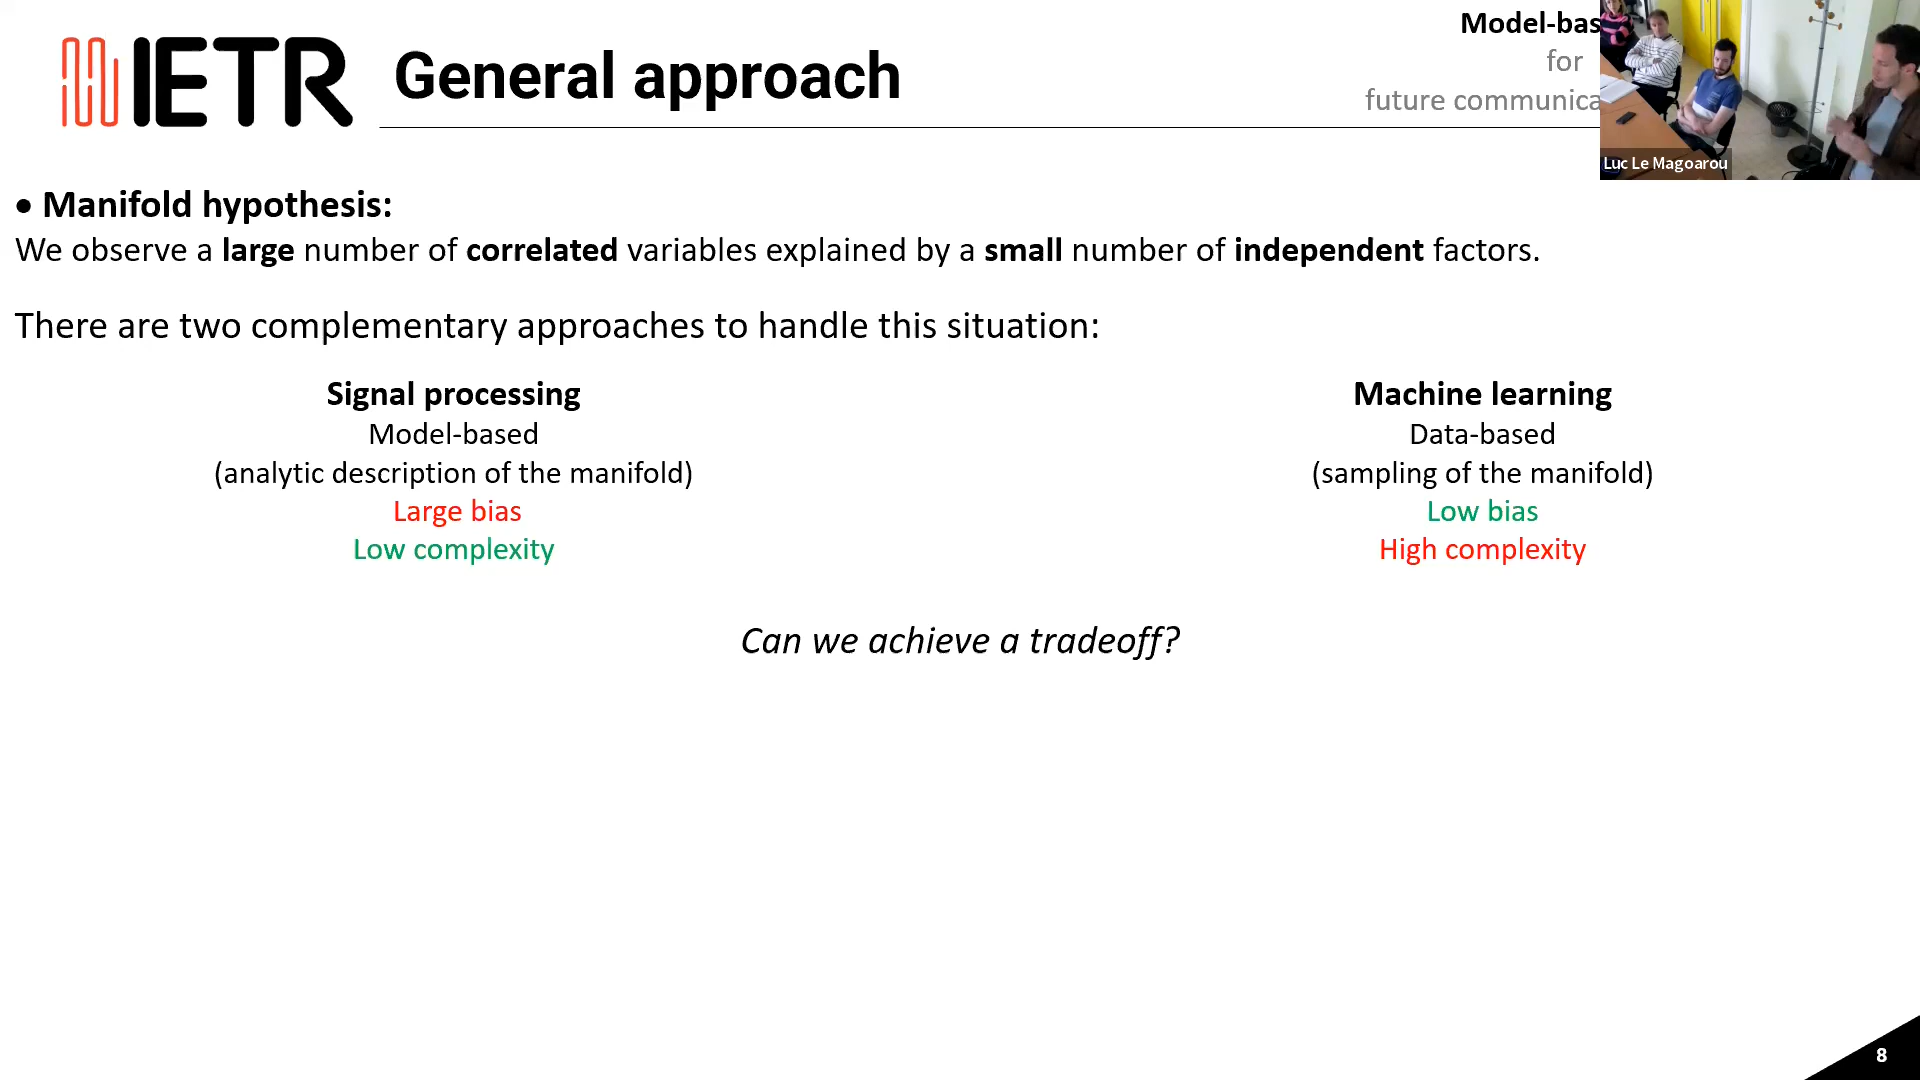 IETR
General approach
Model-bas
for
future communica
Luc Le Magoarou
• Manifold hypothesis:
We observe a large number of correlated variables explained by a small number of independent factors.
There are two complementary approaches to handle this situation:
Signal processing
Model-based
(analytic description of the manifold)
Large bias
Low complexity
Machine learning
Data-based
(sampling of the manifold)
Low bias
High complexity
Can we achieve a tradeoff?
8